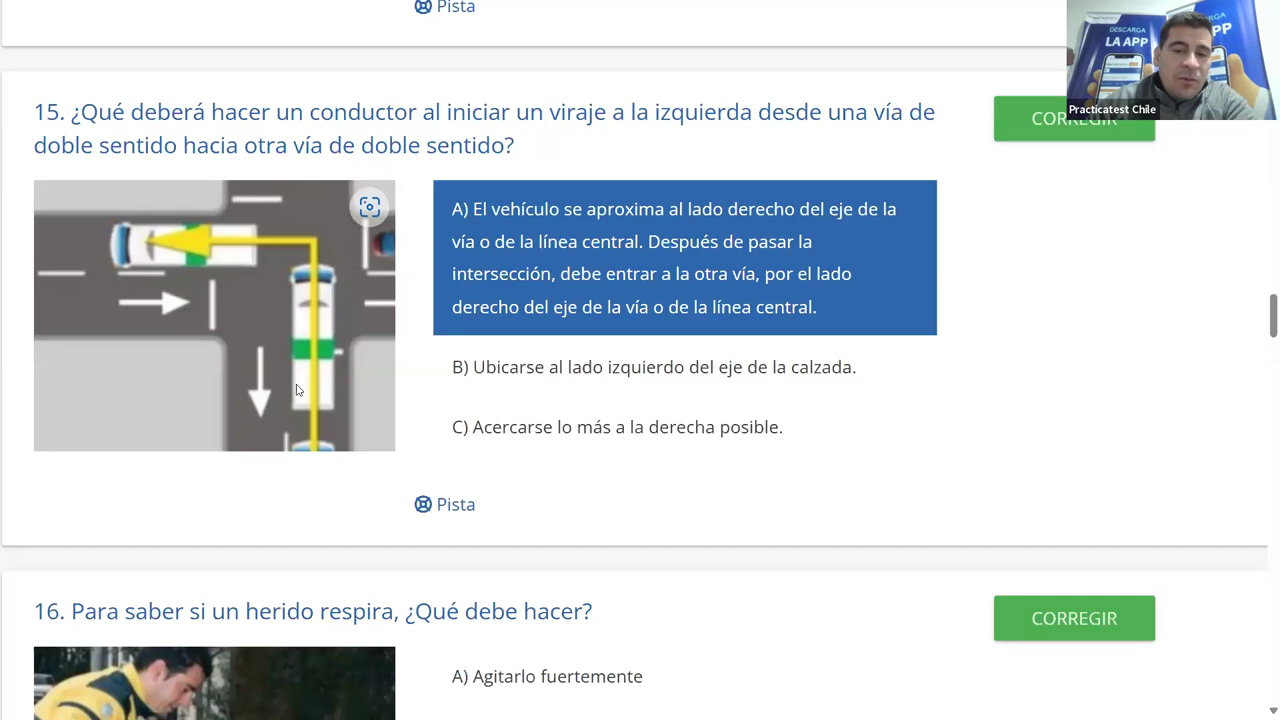 Pista
DESCARGA
LA APP
Practicatest Chile
15. ¿Qué deberá hacer un conductor al iniciar un viraje a la izquierda desde una vía de
doble sentido hacia otra vía de doble sentido?
CORREGIR
A) El vehículo se aproxima al lado derecho del eje de la
vía o de la línea central. Después de pasar la
intersección, debe entrar a la otra vía, por el lado
derecho del eje de la vía o de la línea central.
B) Ubicarse al lado izquierdo del eje de la calzada.
C) Acercarse lo más a la derecha posible.
Pista
16. Para saber si un herido respira, ¿Qué debe hacer?
CORREGIR
A) Agitarlo fuertemente